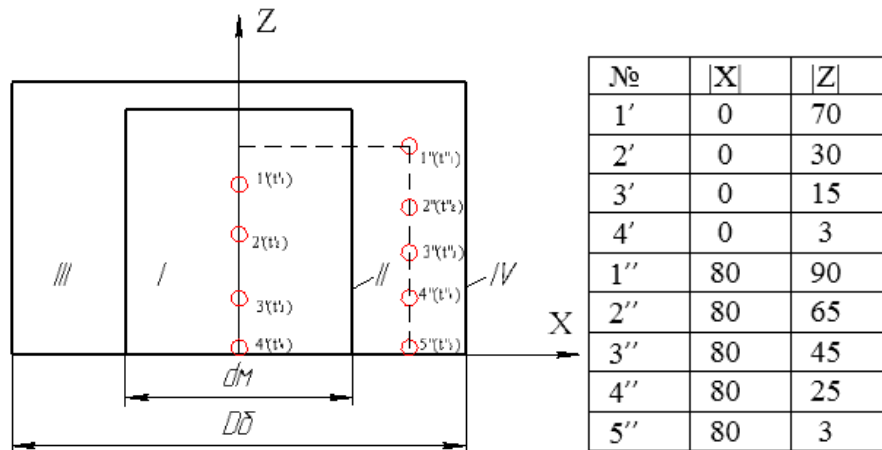 Z
1'(t'₁)
2'(t'₂)
3'(t'₃)
4'(t'₄)
1''(t''₁)
2''(t''₂)
3''(t''₃)
4''(t''₄)
5''(t''₅)
III
I
II
IV
X
dм
Dб
№ |X| |Z|
1′ 0 70
2′ 0 30
3′ 0 15
4′ 0 3
1′′ 80 90
2′′ 80 65
3′′ 80 45
4′′ 80 25
5′′ 80 3